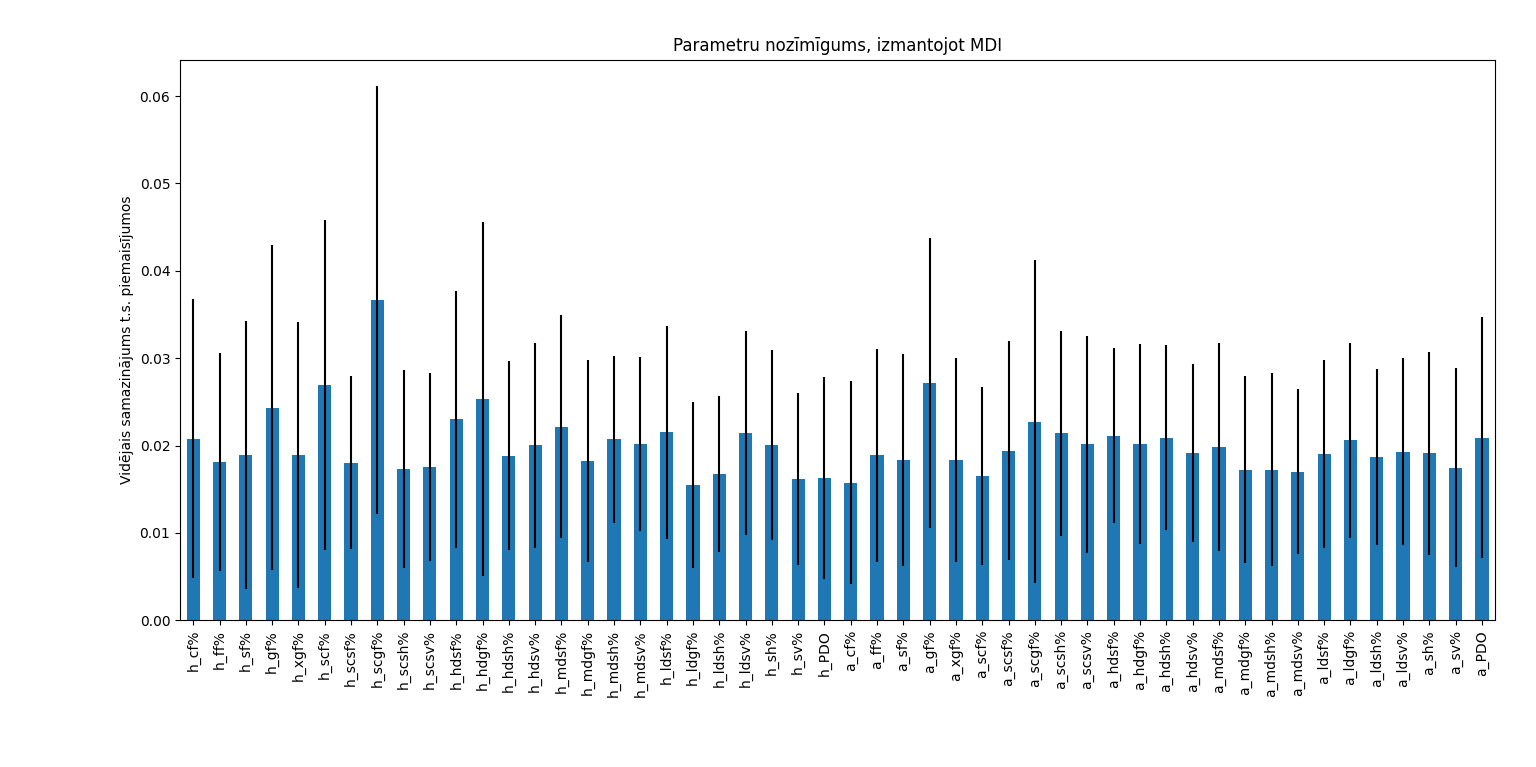 Parametru nozīmīgums, izmantojot MDI
Vidējais samazinājums t.s. piemaisījumos
0.06
0.05
0.04
0.03
0.02
0.01
0.00
h_cf%
h_ff%
h_sf%
h_gf%
h_xgf%
h_scf%
h_scsf%
h_scgf%
h_scsh%
h_scsv%
h_hdsf%
h_hdgf%
h_hdsh%
h_hdsv%
h_mdsf%
h_mdgf%
h_mdsh%
h_mdsv%
h_ldsf%
h_ldgf%
h_ldsh%
h_ldsv%
h_sh%
h_sv%
h_PDO
a_cf%
a_ff%
a_sf%
a_gf%
a_xgf%
a_scf%
a_scsf%
a_scgf%
a_scsh%
a_scsv%
a_hdsf%
a_hdgf%
a_hdsh%
a_hdsv%
a_mdsf%
a_mdgf%
a_mdsh%
a_mdsv%
a_ldsf%
a_ldgf%
a_ldsh%
a_ldsv%
a_sh%
a_sv%
a_PDO